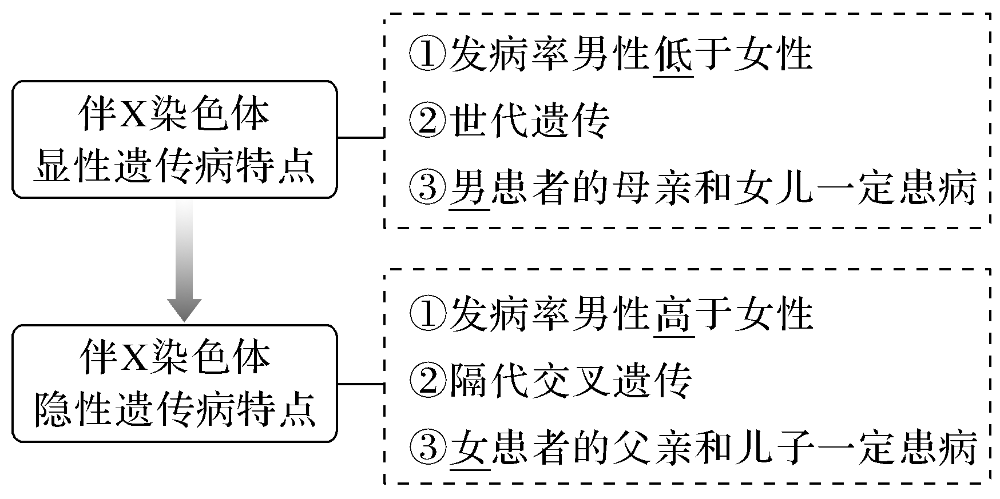 伴X染色体
显性遗传病特点
①发病率男性低于女性
②世代遗传
③男患者的母亲和女儿一定患病
伴X染色体
隐性遗传病特点
①发病率男性高于女性
②隔代交叉遗传
③女患者的父亲和儿子一定患病